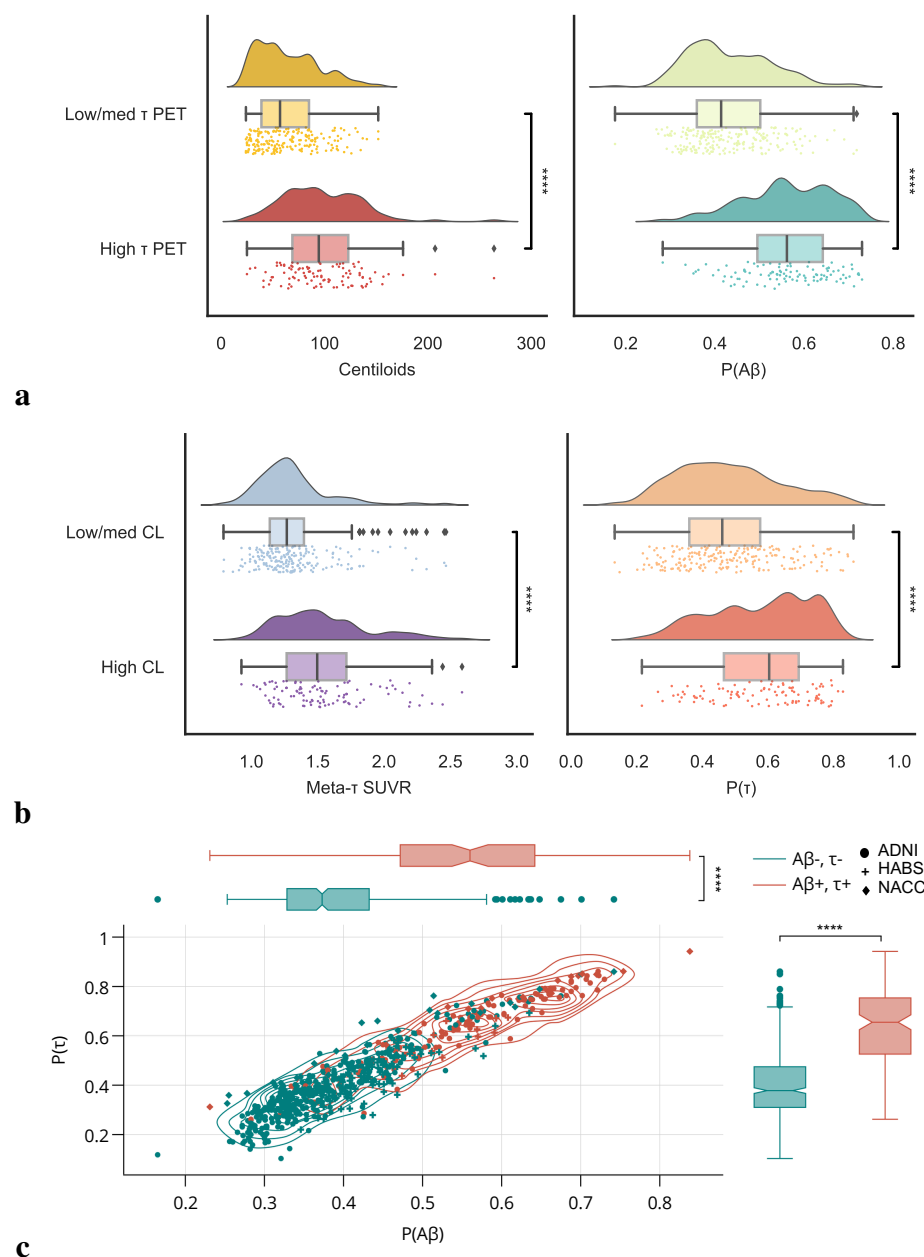 Low/med τ PET
****
****
High τ PET
0 100 200 300
0.2 0.4 0.6 0.8
Centiloids
P(Aβ)
a
Low/med CL
****
****
High CL
1.0 1.5 2.0 2.5 3.0
0.0 0.2 0.4 0.6 0.8 1.0
Meta-τ SUVR
P(τ)
b
****
Aβ-, τ-
Aβ+, τ+
ADNI
HABS
NACC
****
1
0.8
0.6
0.4
0.2
P(τ)
0.2 0.3 0.4 0.5 0.6 0.7 0.8
P(Aβ)
c